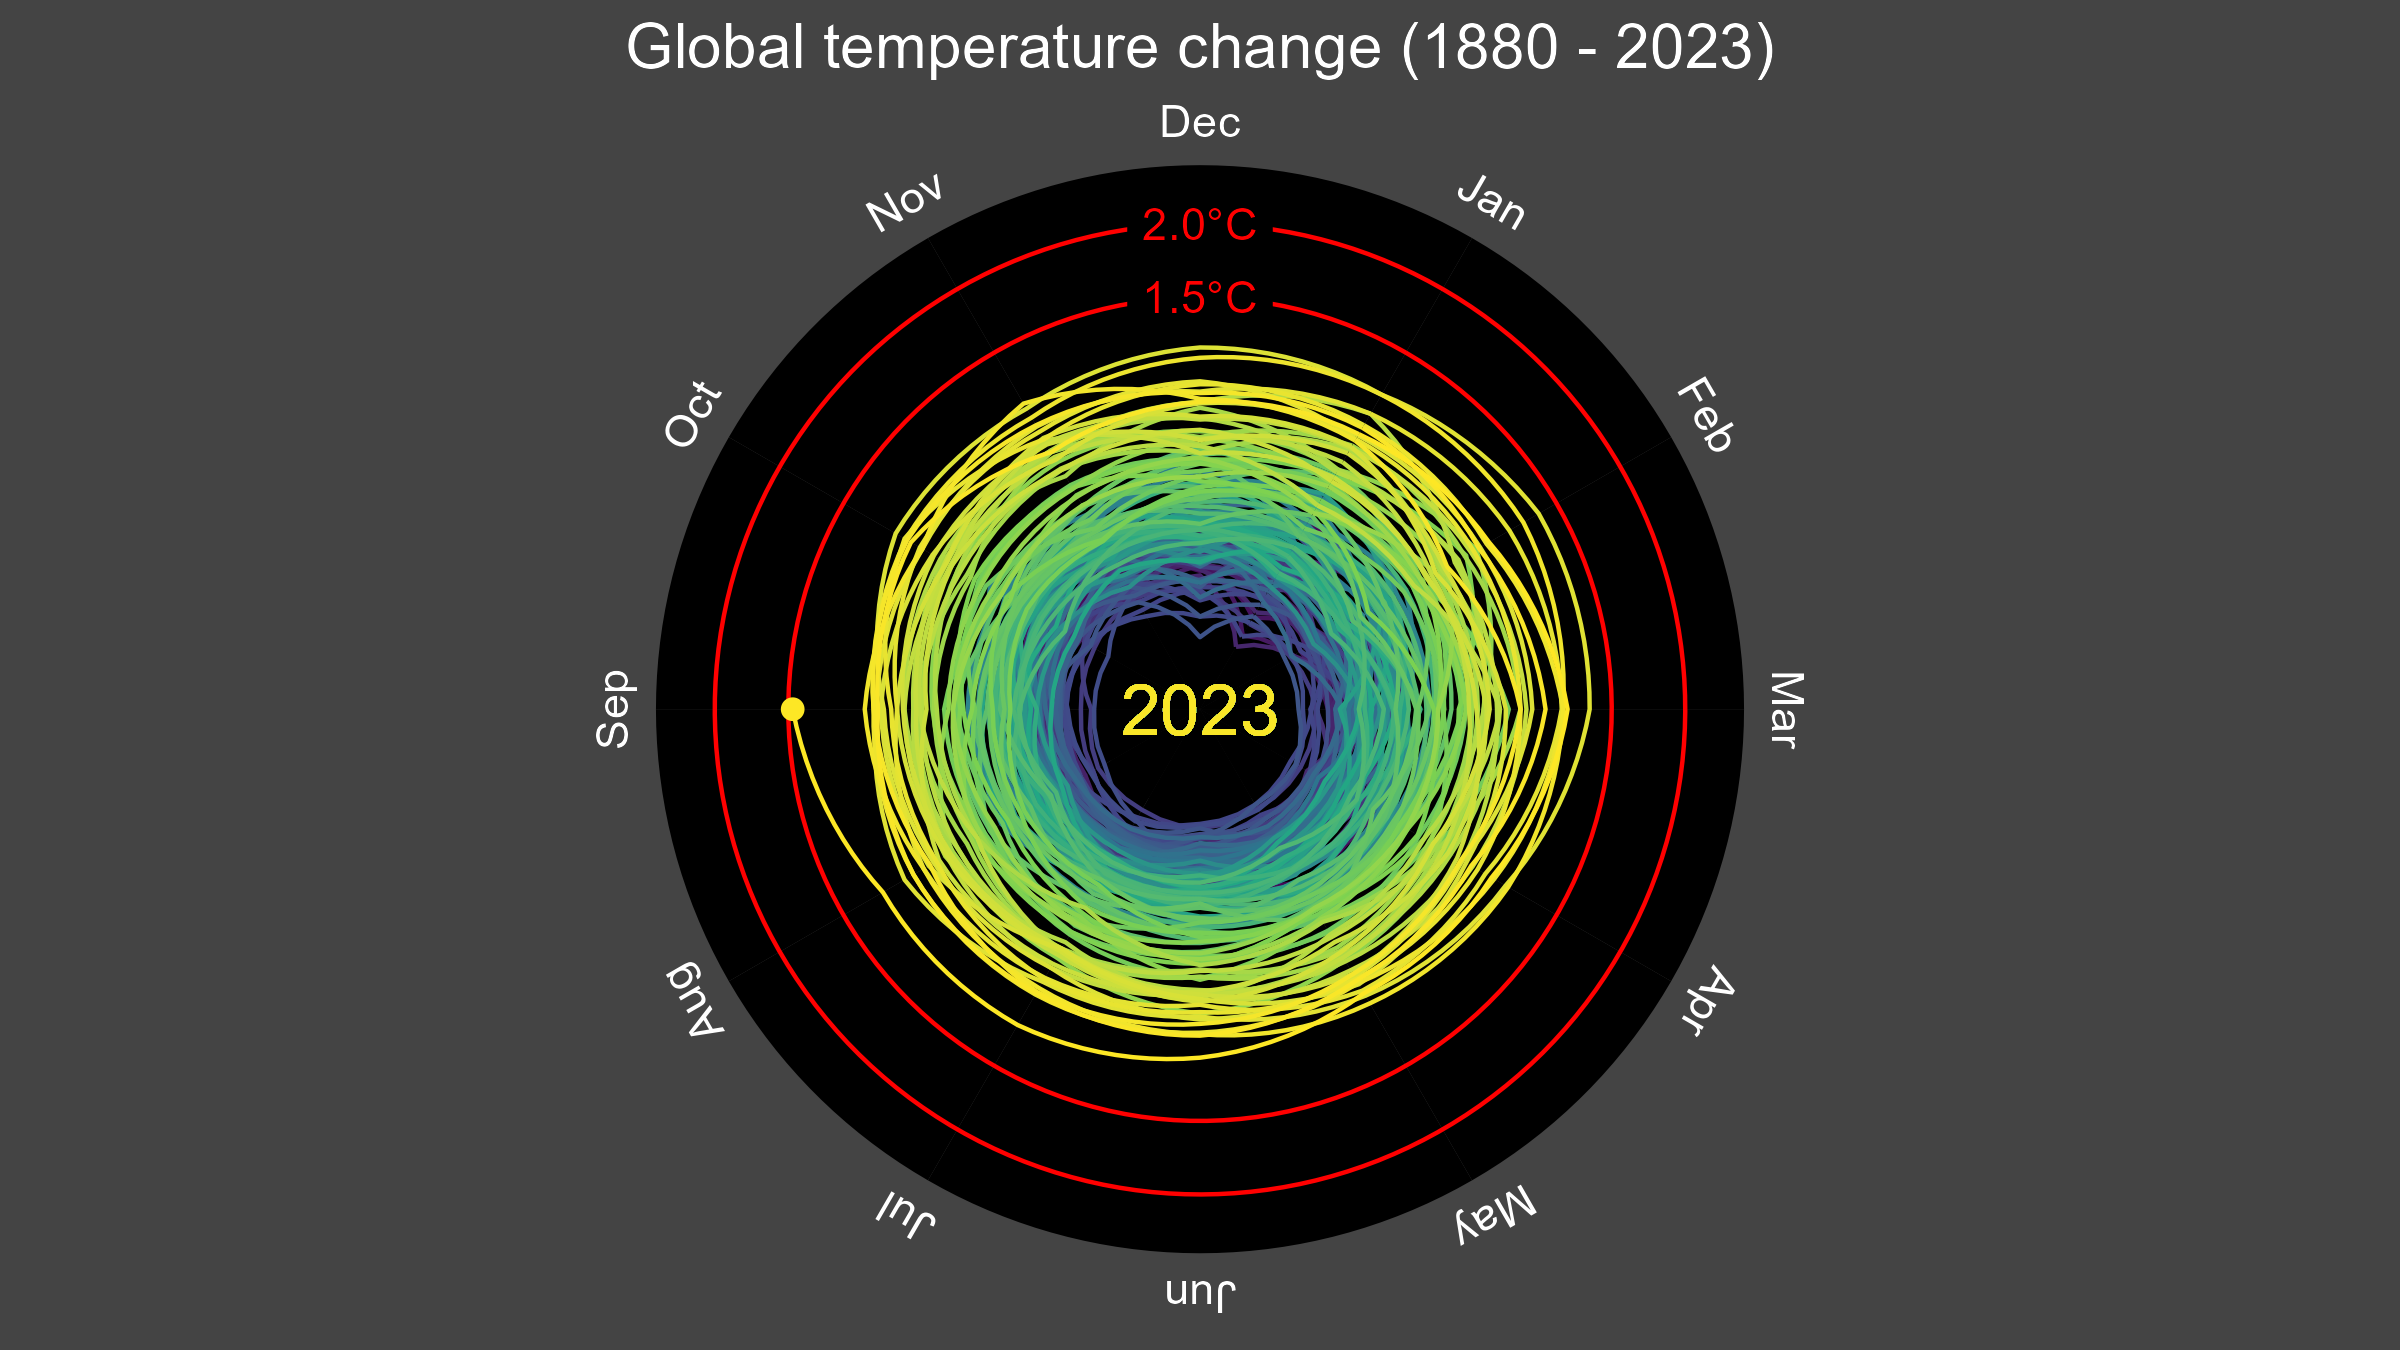 Global temperature change (1880 - 2023)
Dec
Nov
Jan
2.0°C
1.5°C
Oct
Feb
Sep
2023
Mar
Aug
Apr
Jul
May
Jun